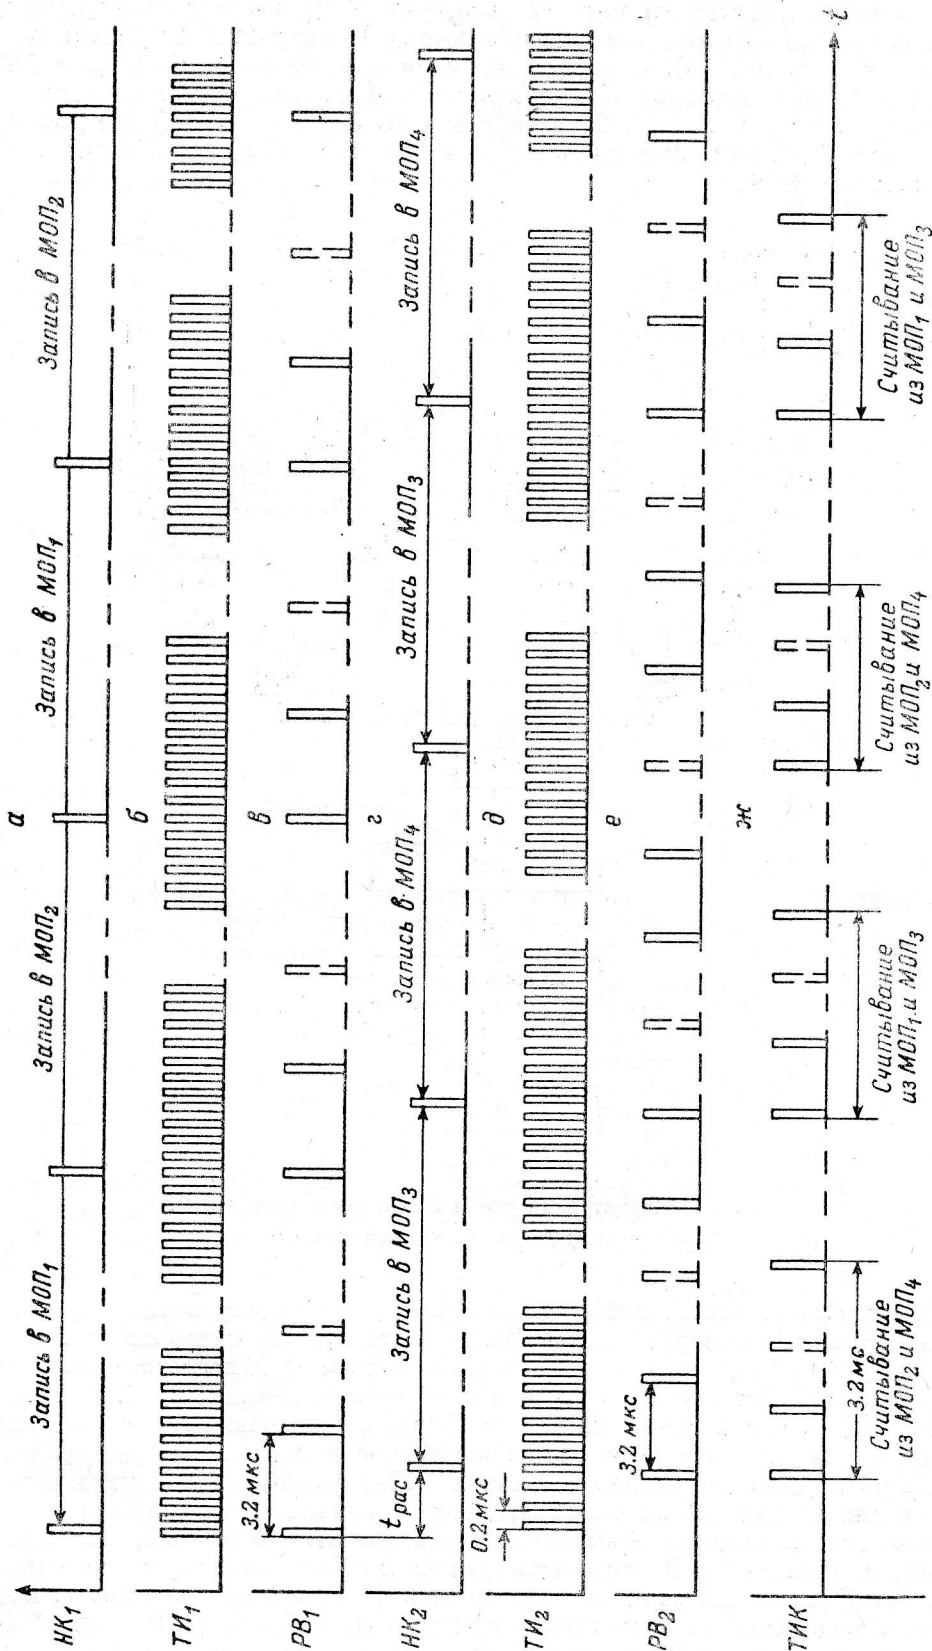 а
НК₁
Запись в МОП₁
Запись в МОП₂
Запись в МОП₁
Запись в МОП₂
б
ТИ₁
в
РВ₁
3.2 мкс
г
НК₂
t рас
Запись в МОП₃
Запись в МОП₄
Запись в МОП₃
Запись в МОП₄
д
ТИ₂
0.2 мкс
е
РВ₂
3.2 мкс
ж
ТИК
t
3.2 мс
Считывание
из МОП₂ и МОП₄
Считывание
из МОП₁ и МОП₃
Считывание
из МОП₂ и МОП₄
Считывание
из МОП₁ и МОП₃